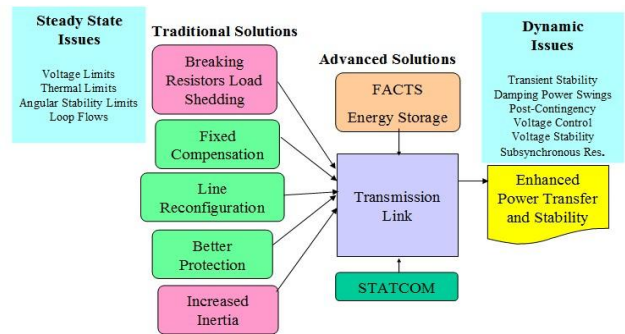 Steady State
Issues
Voltage Limits
Thermal Limits
Angular Stability Limits
Loop Flows
Traditional Solutions
Breaking
Resistors Load
Shedding
Fixed
Compensation
Line
Reconfiguration
Better
Protection
Increased
Inertia
Advanced Solutions
FACTS
Energy Storage
Transmission
Link
STATCOM
Dynamic
Issues
Transient Stability
Damping Power Swings
Post-Contingency
Voltage Control
Voltage Stability
Subsynchronous Res.
Enhanced
Power Transfer
and Stability